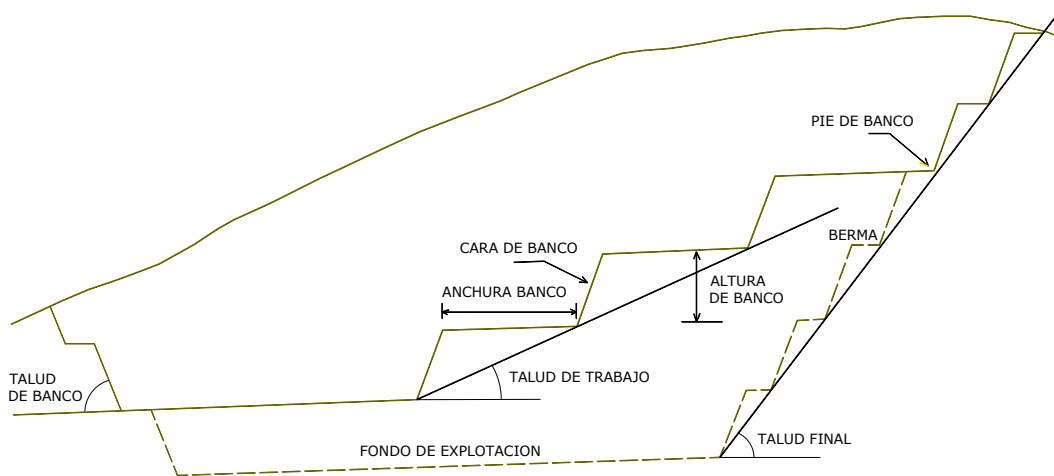 PIE DE BANCO
BERMA
CARA DE BANCO
ANCHURA BANCO
ALTURA
DE BANCO
TALUD
DE BANCO
TALUD DE TRABAJO
FONDO DE EXPLOTACION
TALUD FINAL